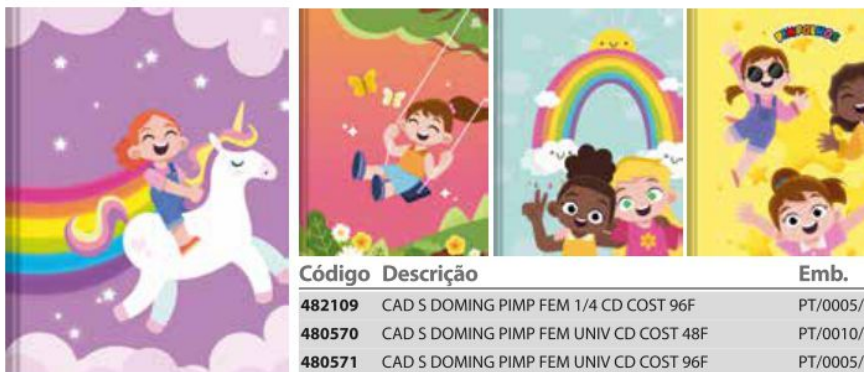 PIMPOLHOS
Código Descrição Emb.
482109 CAD S DOMING PIMP FEM 1/4 CD COST 96F PT/0005/
480570 CAD S DOMING PIMP FEM UNIV CD COST 48F PT/0010/
480571 CAD S DOMING PIMP FEM UNIV CD COST 96F PT/0005/